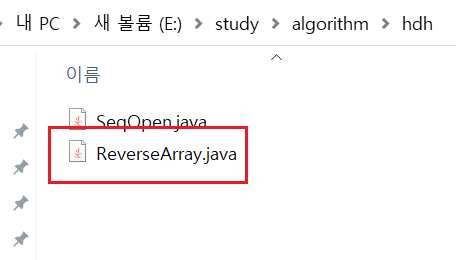 내 PC > 새 볼륨 (E:) > study > algorithm > hdh
이름
SeqOpen.java
ReverseArray.java